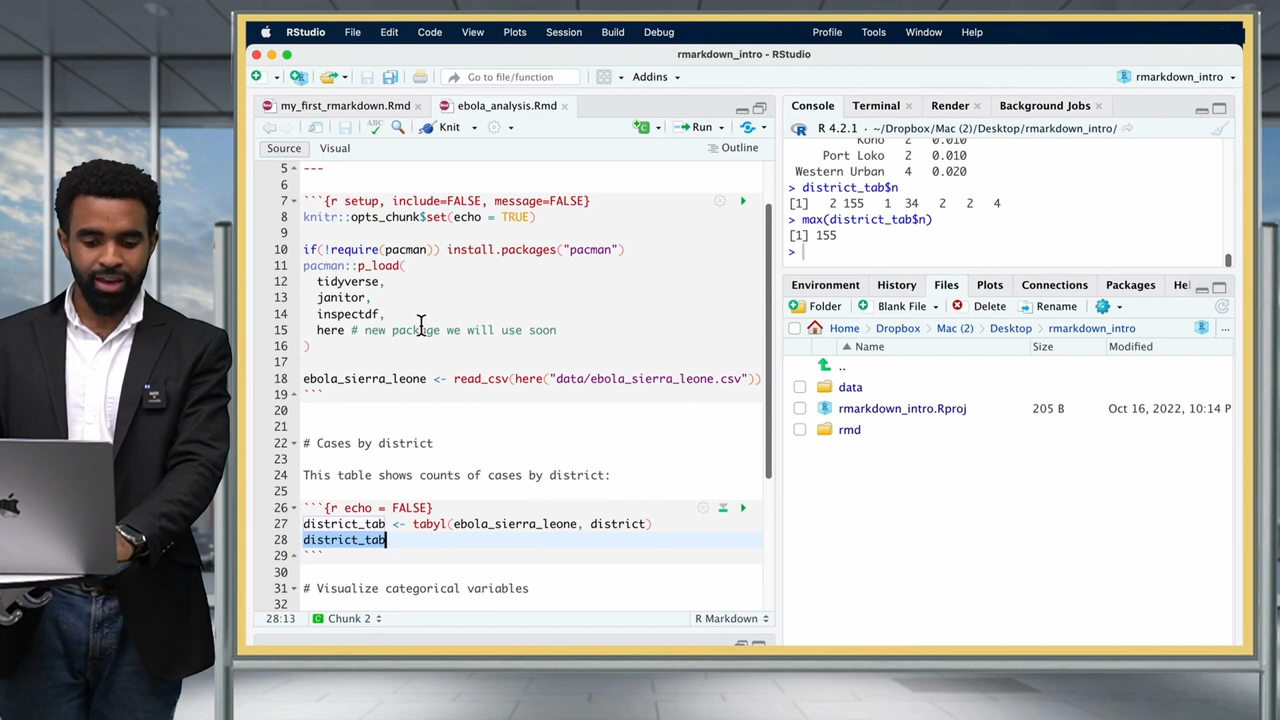 RStudio File Edit Code View Plots Session Build Debug Profile Tools Window Help
rmarkdown_intro - RStudio
Go to file/function Addins rmarkdown_intro
my_first_rmarkdown.Rmd ebola_analysis.Rmd
ABC Knit Run
Source Visual Outline
5 ---
6
7 ```{r setup, include=FALSE, message=FALSE}
8 knitr::opts_chunk$set(echo = TRUE)
9
10 if(!require(pacman)) install.packages("pacman")
11 pacman::p_load(
12 tidyverse,
13 janitor,
14 inspectdf,
15 here # new package we will use soon
16 )
17
18 ebola_sierra_leone <- read_csv(here("data/ebola_sierra_leone.csv"))
19 ```
20
21
22 # Cases by district
23
24 This table shows counts of cases by district:
25
26 ```{r echo = FALSE}
27 district_tab <- tabyl(ebola_sierra_leone, district)
28 district_tab
29 ```
30
31 # Visualize categorical variables
32
28:13 Chunk 2 R Markdown
Console Terminal Render Background Jobs
R 4.2.1 · ~/Dropbox/Mac (2)/Desktop/rmarkdown_intro/
Kono 2 0.010
Port Loko 2 0.010
Western Urban 4 0.020
> district_tab$n
[1] 2 155 1 34 2 2 4
> max(district_tab$n)
[1] 155
>
Environment History Files Plots Connections Packages Hel
Folder Blank File Delete Rename
Home Dropbox Mac (2) Desktop rmarkdown_intro ...
Name Size Modified
..
data
rmarkdown_intro.Rproj 205 B Oct 16, 2022, 10:14 P
rmd